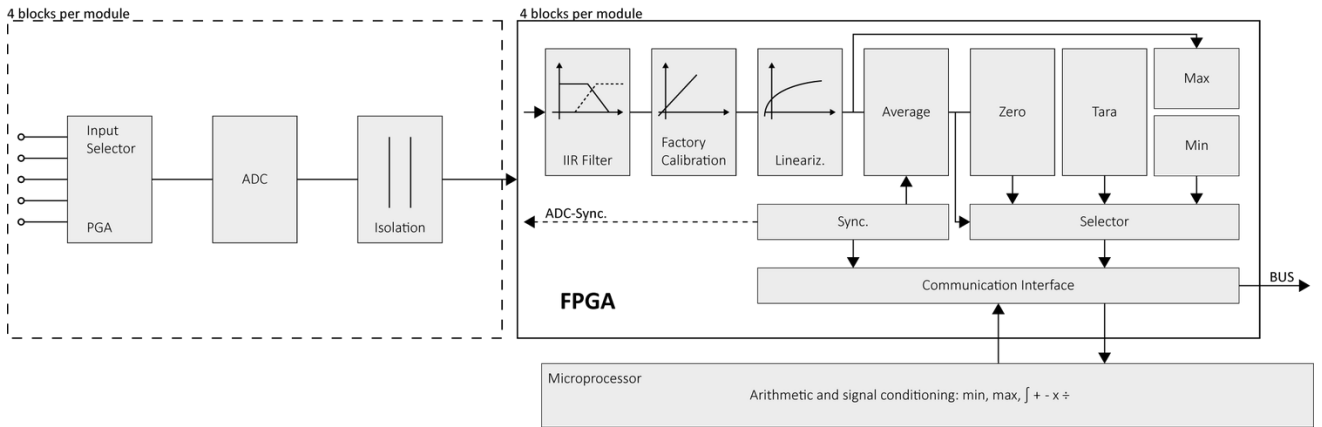 4 blocks per module
4 blocks per module
Input
Selector
PGA
ADC
Isolation
IIR Filter
Factory
Calibration
Lineariz.
Average
Zero
Tara
Max
Min
ADC-Sync.
Sync.
Selector
Communication Interface
BUS
FPGA
Microprocessor
Arithmetic and signal conditioning: min, max, ∫ + - x ÷